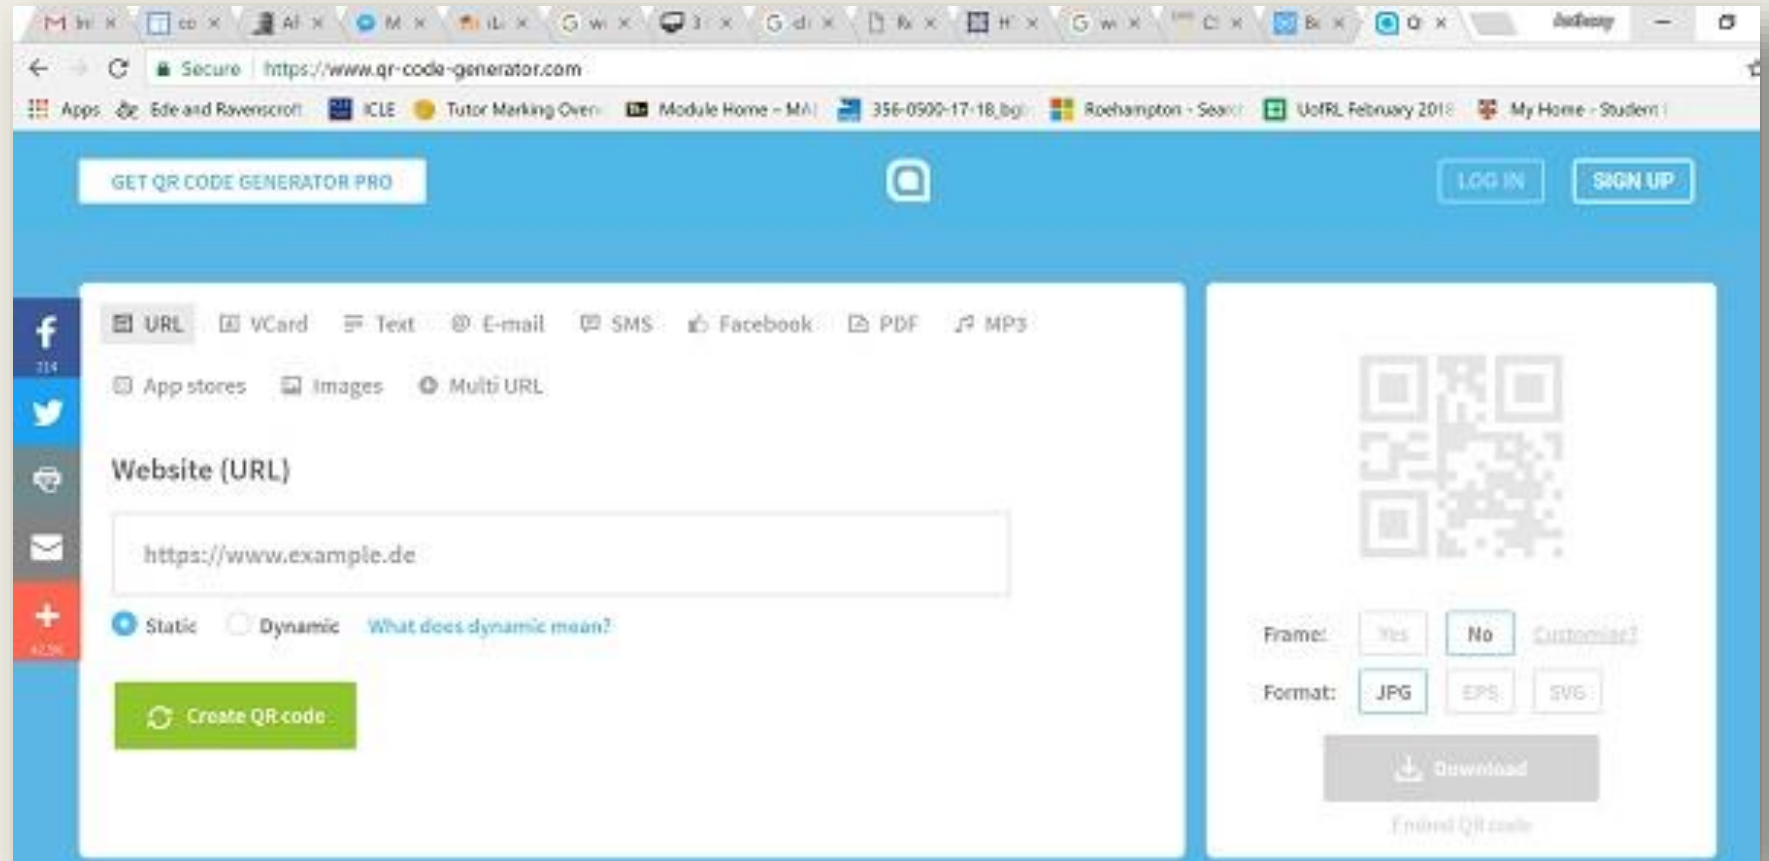 Secure https://www.qr-code-generator.com
Apps Ede and Ravenscroft ICLE Tutor Marking Over Module Home – MA 356-0500-17-18_bg Roehampton - Searc UofRL February 2018 My Home - Student
GET QR CODE GENERATOR PRO LOG IN SIGN UP
URL VCard Text E-mail SMS Facebook PDF MP3
214
App stores Images Multi URL
Website (URL)
https://www.example.de
Static Dynamic What does dynamic mean?
Create QR code
Frame: Yes No Customize?
Format: JPG EPS SVG
Download
Embed QR code